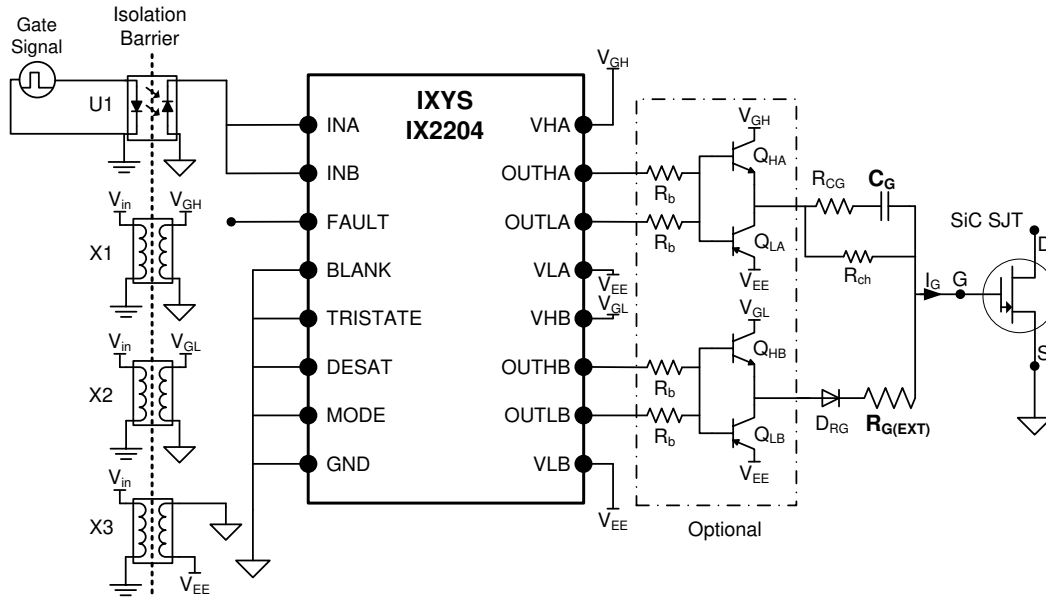 Gate
Signal
Isolation
Barrier
U1
V_in
V_GH
X1
V_in
V_GL
X2
V_in
X3
V_EE
IXYS
IX2204
INA
INB
FAULT
BLANK
TRISTATE
DESAT
MODE
GND
VHA
OUTHA
OUTLA
VLA
VHB
OUTHB
OUTLB
VLB
V_GH
V_EE
V_GL
V_EE
R_b
R_b
R_b
R_b
V_GH
Q_HA
Q_LA
V_EE
V_GL
Q_HB
Q_LB
V_EE
Optional
R_CG
C_G
R_ch
D_RG
R_G(EXT)
I_G
G
SiC SJT
D
S